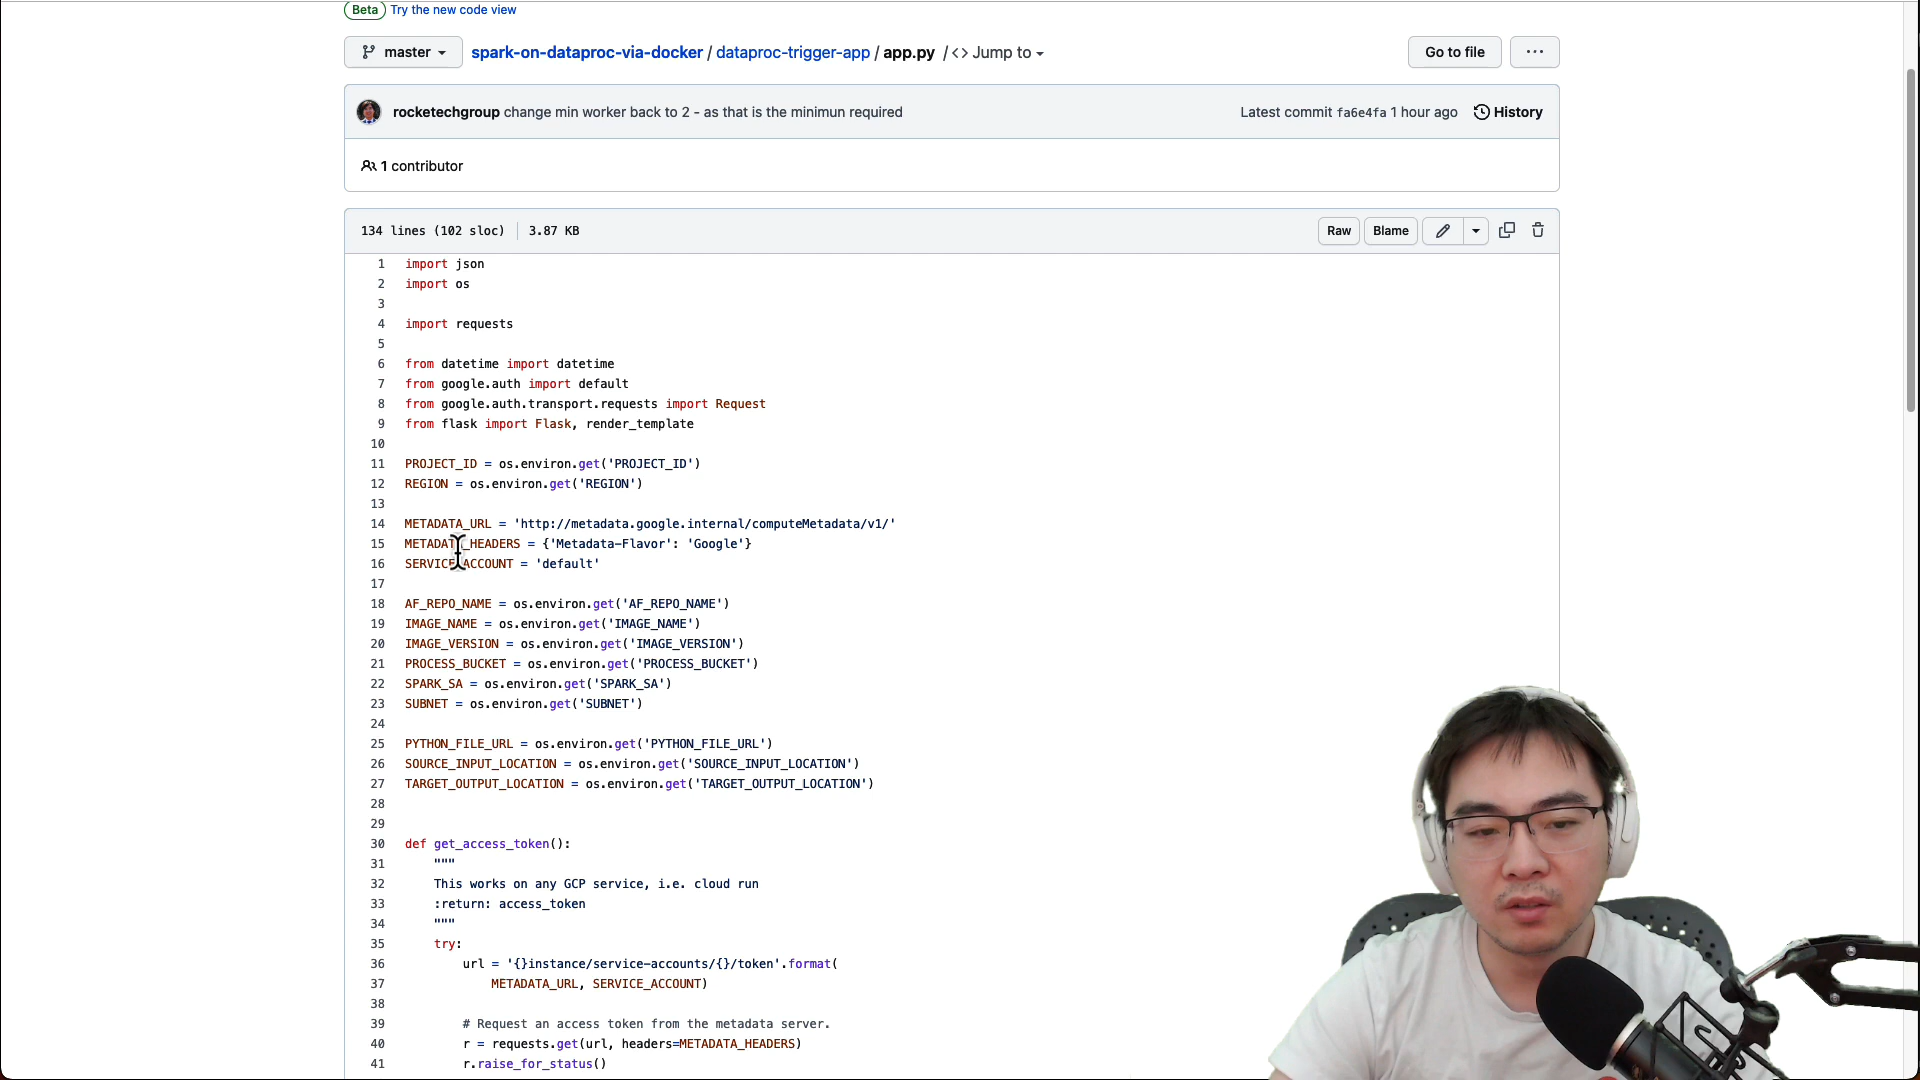 Beta Try the new code view
master spark-on-dataproc-via-docker / dataproc-trigger-app / app.py / <> Jump to Go to file ...
rocketechgroup change min worker back to 2 - as that is the minimun required Latest commit fa6e4fa 1 hour ago History
1 contributor
134 lines (102 sloc) 3.87 KB Raw Blame
1 import json
2 import os
3
4 import requests
5
6 from datetime import datetime
7 from google.auth import default
8 from google.auth.transport.requests import Request
9 from flask import Flask, render_template
10
11 PROJECT_ID = os.environ.get('PROJECT_ID')
12 REGION = os.environ.get('REGION')
13
14 METADATA_URL = 'http://metadata.google.internal/computeMetadata/v1/'
15 METADATA_HEADERS = {'Metadata-Flavor': 'Google'}
16 SERVICE_ACCOUNT = 'default'
17
18 AF_REPO_NAME = os.environ.get('AF_REPO_NAME')
19 IMAGE_NAME = os.environ.get('IMAGE_NAME')
20 IMAGE_VERSION = os.environ.get('IMAGE_VERSION')
21 PROCESS_BUCKET = os.environ.get('PROCESS_BUCKET')
22 SPARK_SA = os.environ.get('SPARK_SA')
23 SUBNET = os.environ.get('SUBNET')
24
25 PYTHON_FILE_URL = os.environ.get('PYTHON_FILE_URL')
26 SOURCE_INPUT_LOCATION = os.environ.get('SOURCE_INPUT_LOCATION')
27 TARGET_OUTPUT_LOCATION = os.environ.get('TARGET_OUTPUT_LOCATION')
28
29
30 def get_access_token():
31 """
32 This works on any GCP service, i.e. cloud run
33 :return: access_token
34 """
35 try:
36 url = '{}instance/service-accounts/{}/token'.format(
37 METADATA_URL, SERVICE_ACCOUNT)
38
39 # Request an access token from the metadata server.
40 r = requests.get(url, headers=METADATA_HEADERS)
41 r.raise_for_status()